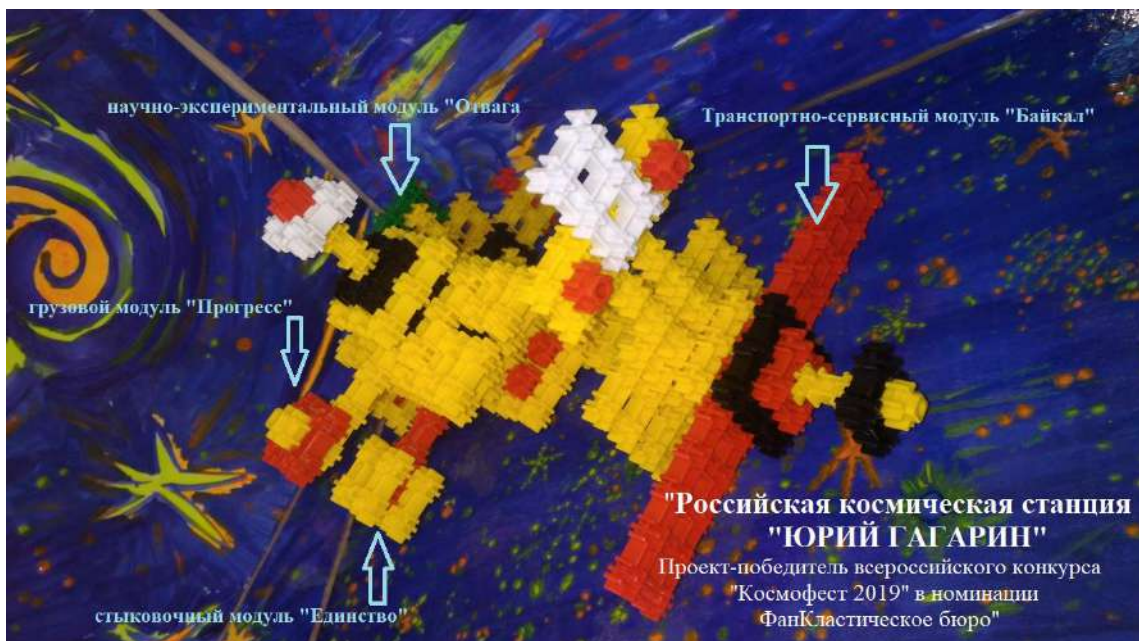 научно-экспериментальный модуль "Отвага
Транспортно-сервисный модуль "Байкал"
грузовой модуль "Прогресс"
"Российская космическая станция
"ЮРИЙ ГАГАРИН"
Проект-победитель всероссийского конкурса
"Космофест 2019" в номинации
ФанКластическое бюро"
стыковочный модуль "Единство"